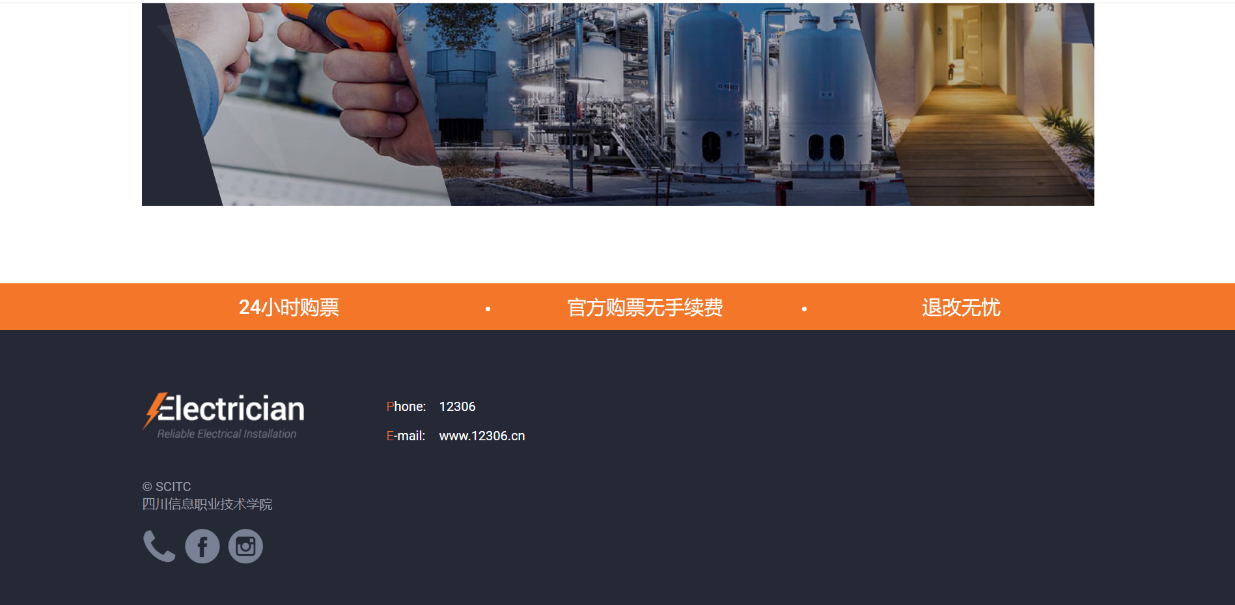 24小时购票 • 官方购票无手续费 • 退改无忧
Electrician
Reliable Electrical Installation
Phone: 12306
E-mail: www.12306.cn
© SCITC
四川信息职业技术学院